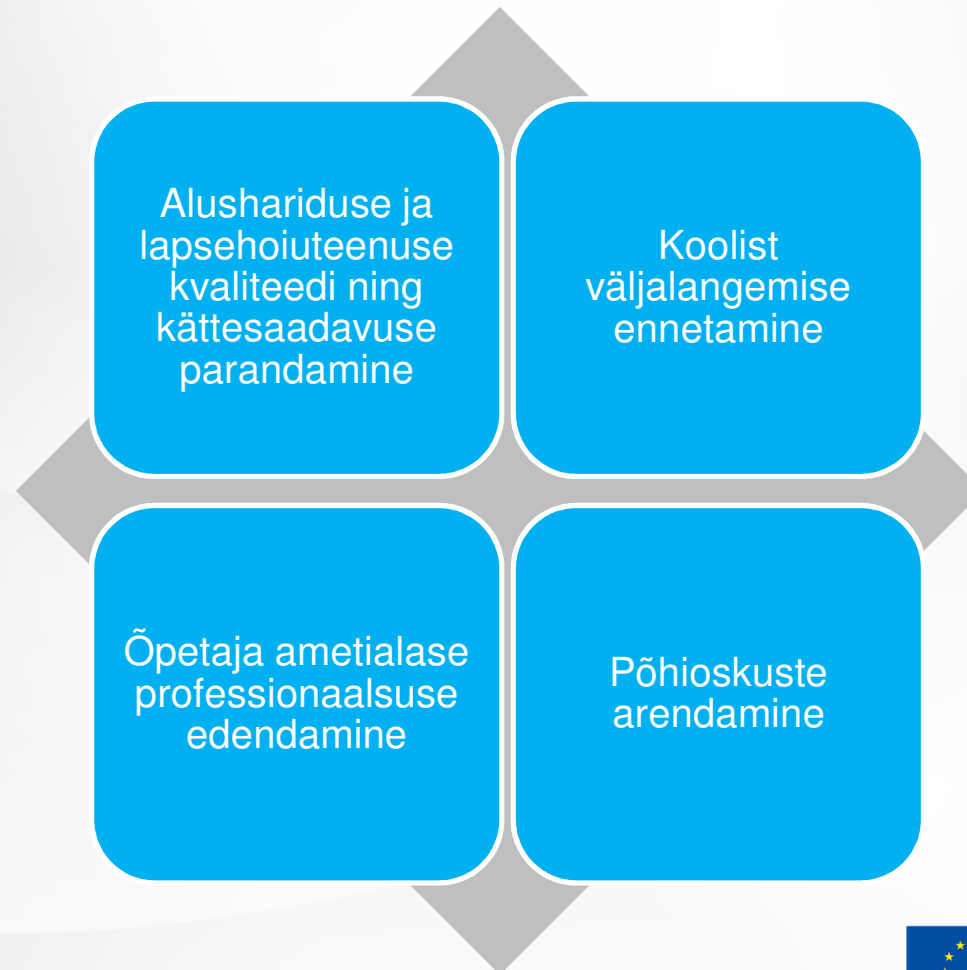 Alushariduse ja
lapsehoiuteenuse
kvaliteedi ning
kättesaadavuse
parandamine
Koolist
väljalangemise
ennetamine
Õpetaja ametialase
professionaalsuse
edendamine
Põhioskuste
arendamine